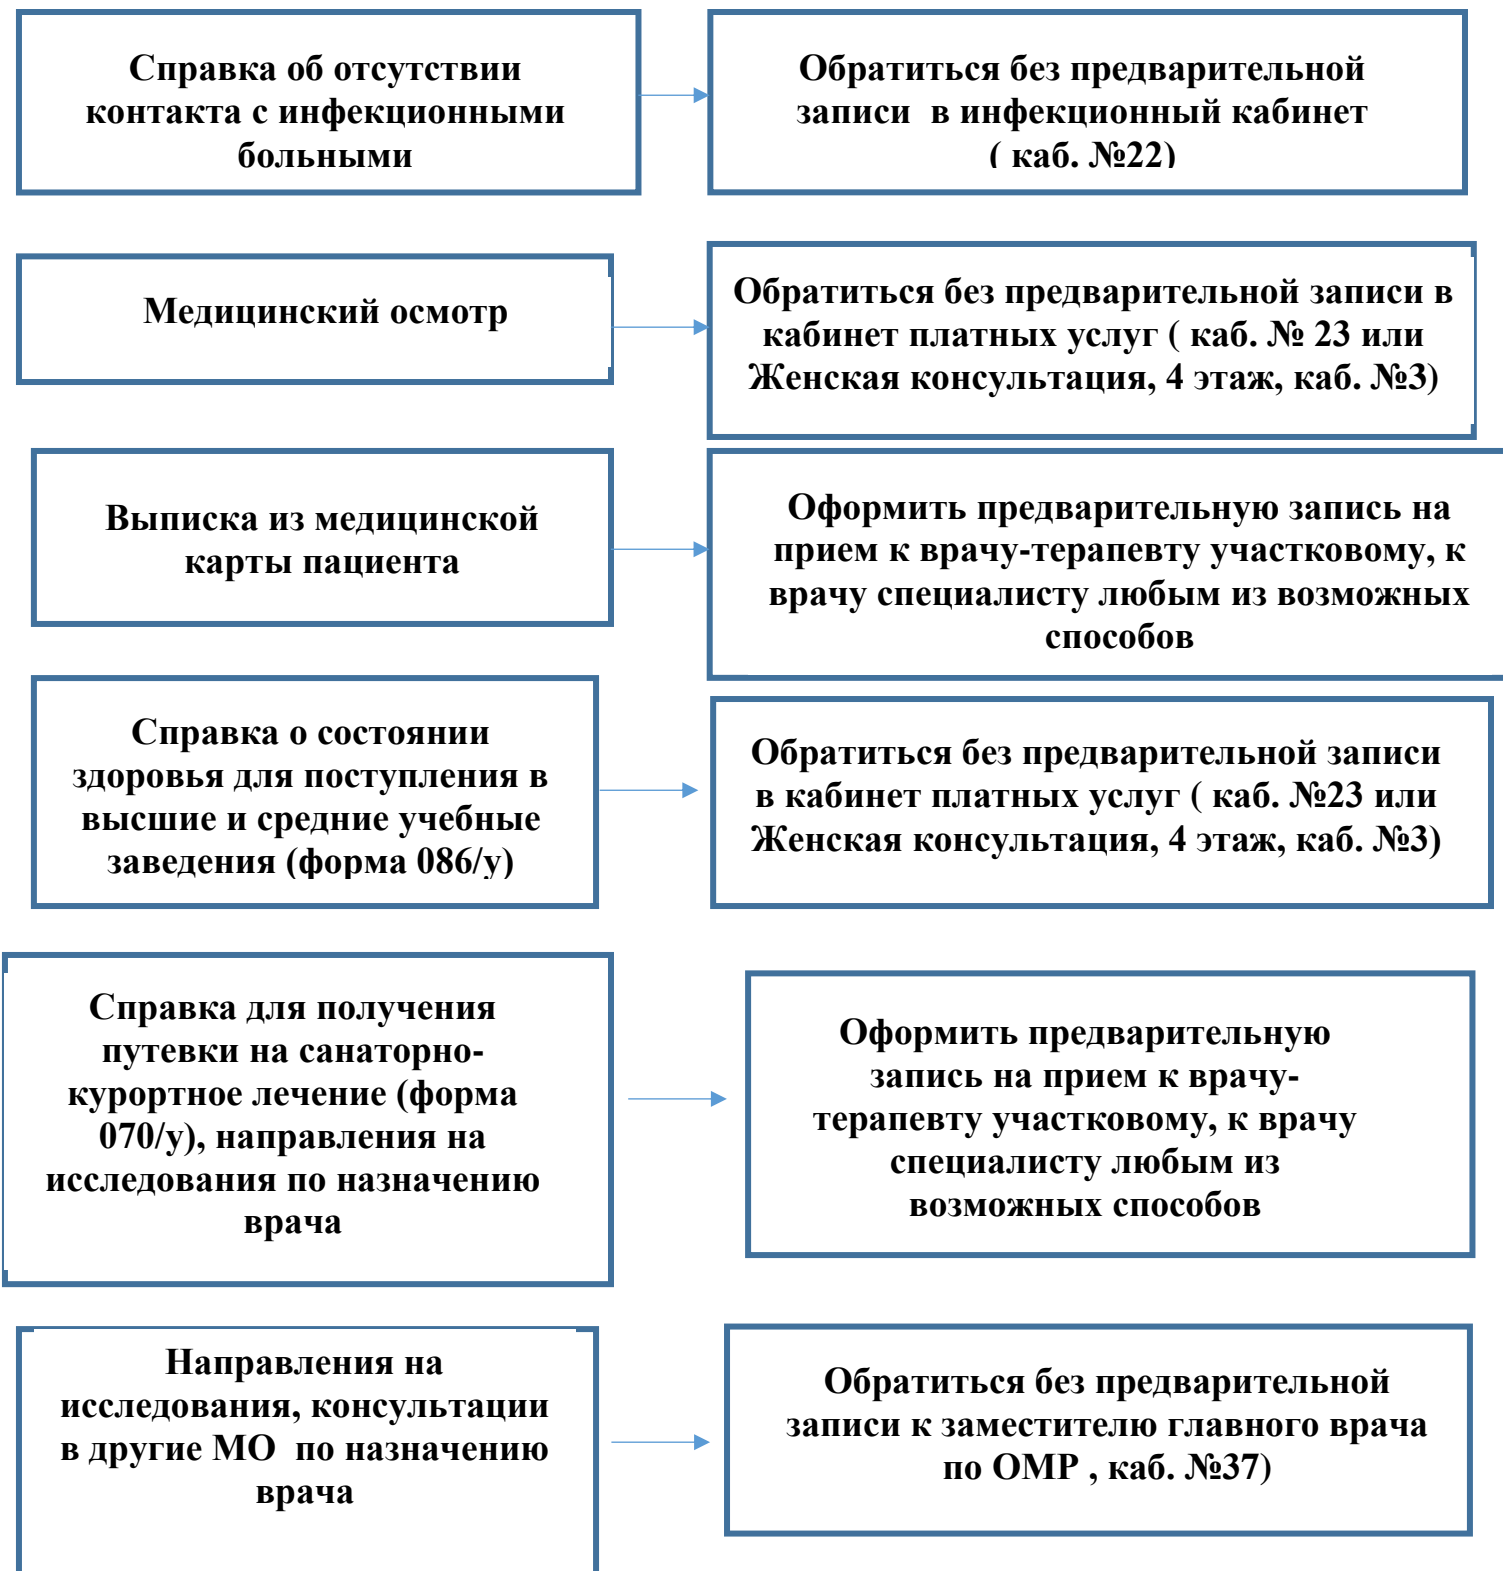 Справка об отсутствии
контакта с инфекционными
больными
Обратиться без предварительной
записи в инфекционный кабинет
( каб. №22)
Медицинский осмотр
Обратиться без предварительной записи в
кабинет платных услуг ( каб. № 23 или
Женская консультация, 4 этаж, каб. №3)
Выписка из медицинской
карты пациента
Оформить предварительную запись на
прием к врачу-терапевту участковому, к
врачу специалисту любым из возможных
способов
Справка о состоянии
здоровья для поступления в
высшие и средние учебные
заведения (форма 086/у)
Обратиться без предварительной записи
в кабинет платных услуг ( каб. №23 или
Женская консультация, 4 этаж, каб. №3)
Справка для получения
путевки на санаторно-
курортное лечение (форма
070/у), направления на
исследования по назначению
врача
Оформить предварительную
запись на прием к врачу-
терапевту участковому, к врачу
специалисту любым из
возможных способов
Направления на
исследования, консультации
в другие МО по назначению
врача
Обратиться без предварительной
записи к заместителю главного врача
по ОМР , каб. №37)